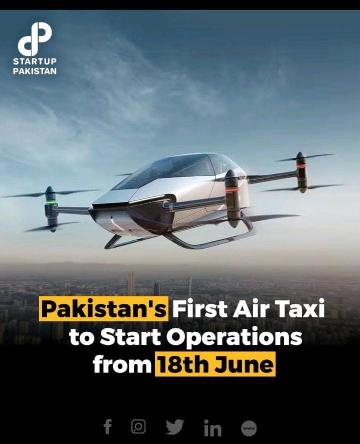 STARTUP
PAKISTAN
Pakistan's First Air Taxi
to Start Operations
from 18th June